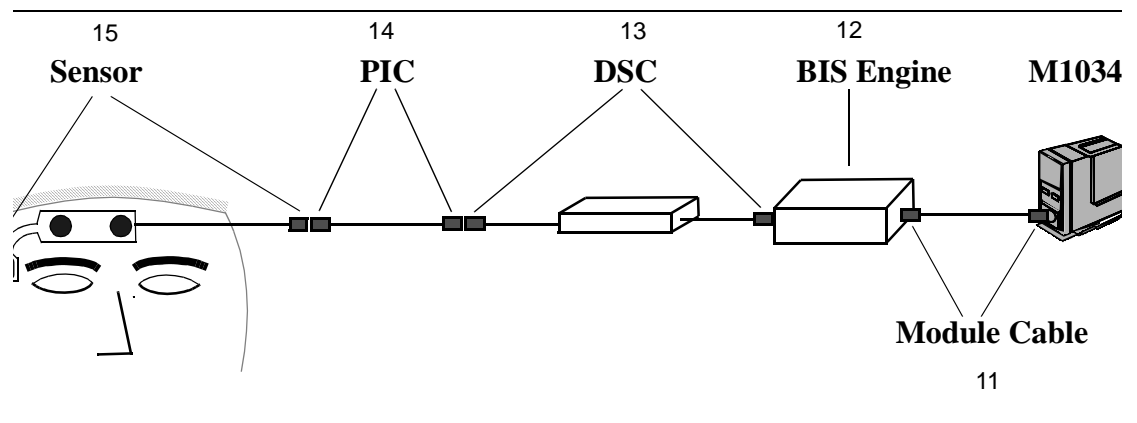 15 14 13 12
Sensor PIC DSC BIS Engine M1034
Module Cable
11